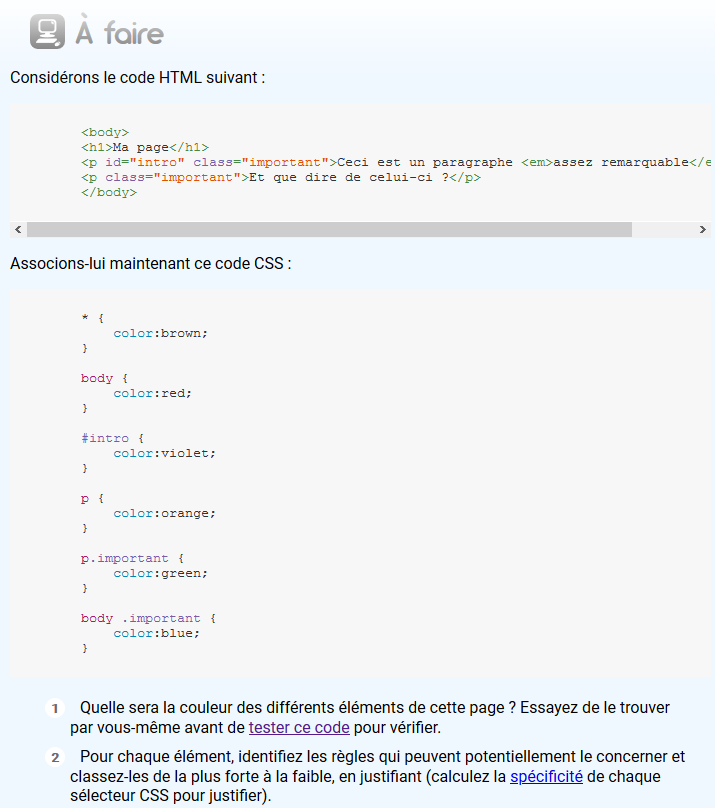 À faire
Considérons le code HTML suivant :
<body>
<h1>Ma page</h1>
<p id="intro" class="important">Ceci est un paragraphe <em>assez remarquable</e
<p class="important">Et que dire de celui-ci ?</p>
</body>
Associons-lui maintenant ce code CSS :
* {
color:brown;
}
body {
color:red;
}
#intro {
color:violet;
}
p {
color:orange;
}
p.important {
color:green;
}
body .important {
color:blue;
}
1 Quelle sera la couleur des différents éléments de cette page ? Essayez de le trouver
par vous-même avant de tester ce code pour vérifier.
2 Pour chaque élément, identifiez les règles qui peuvent potentiellement le concerner et
classez-les de la plus forte à la faible, en justifiant (calculez la spécificité de chaque
sélecteur CSS pour justifier).